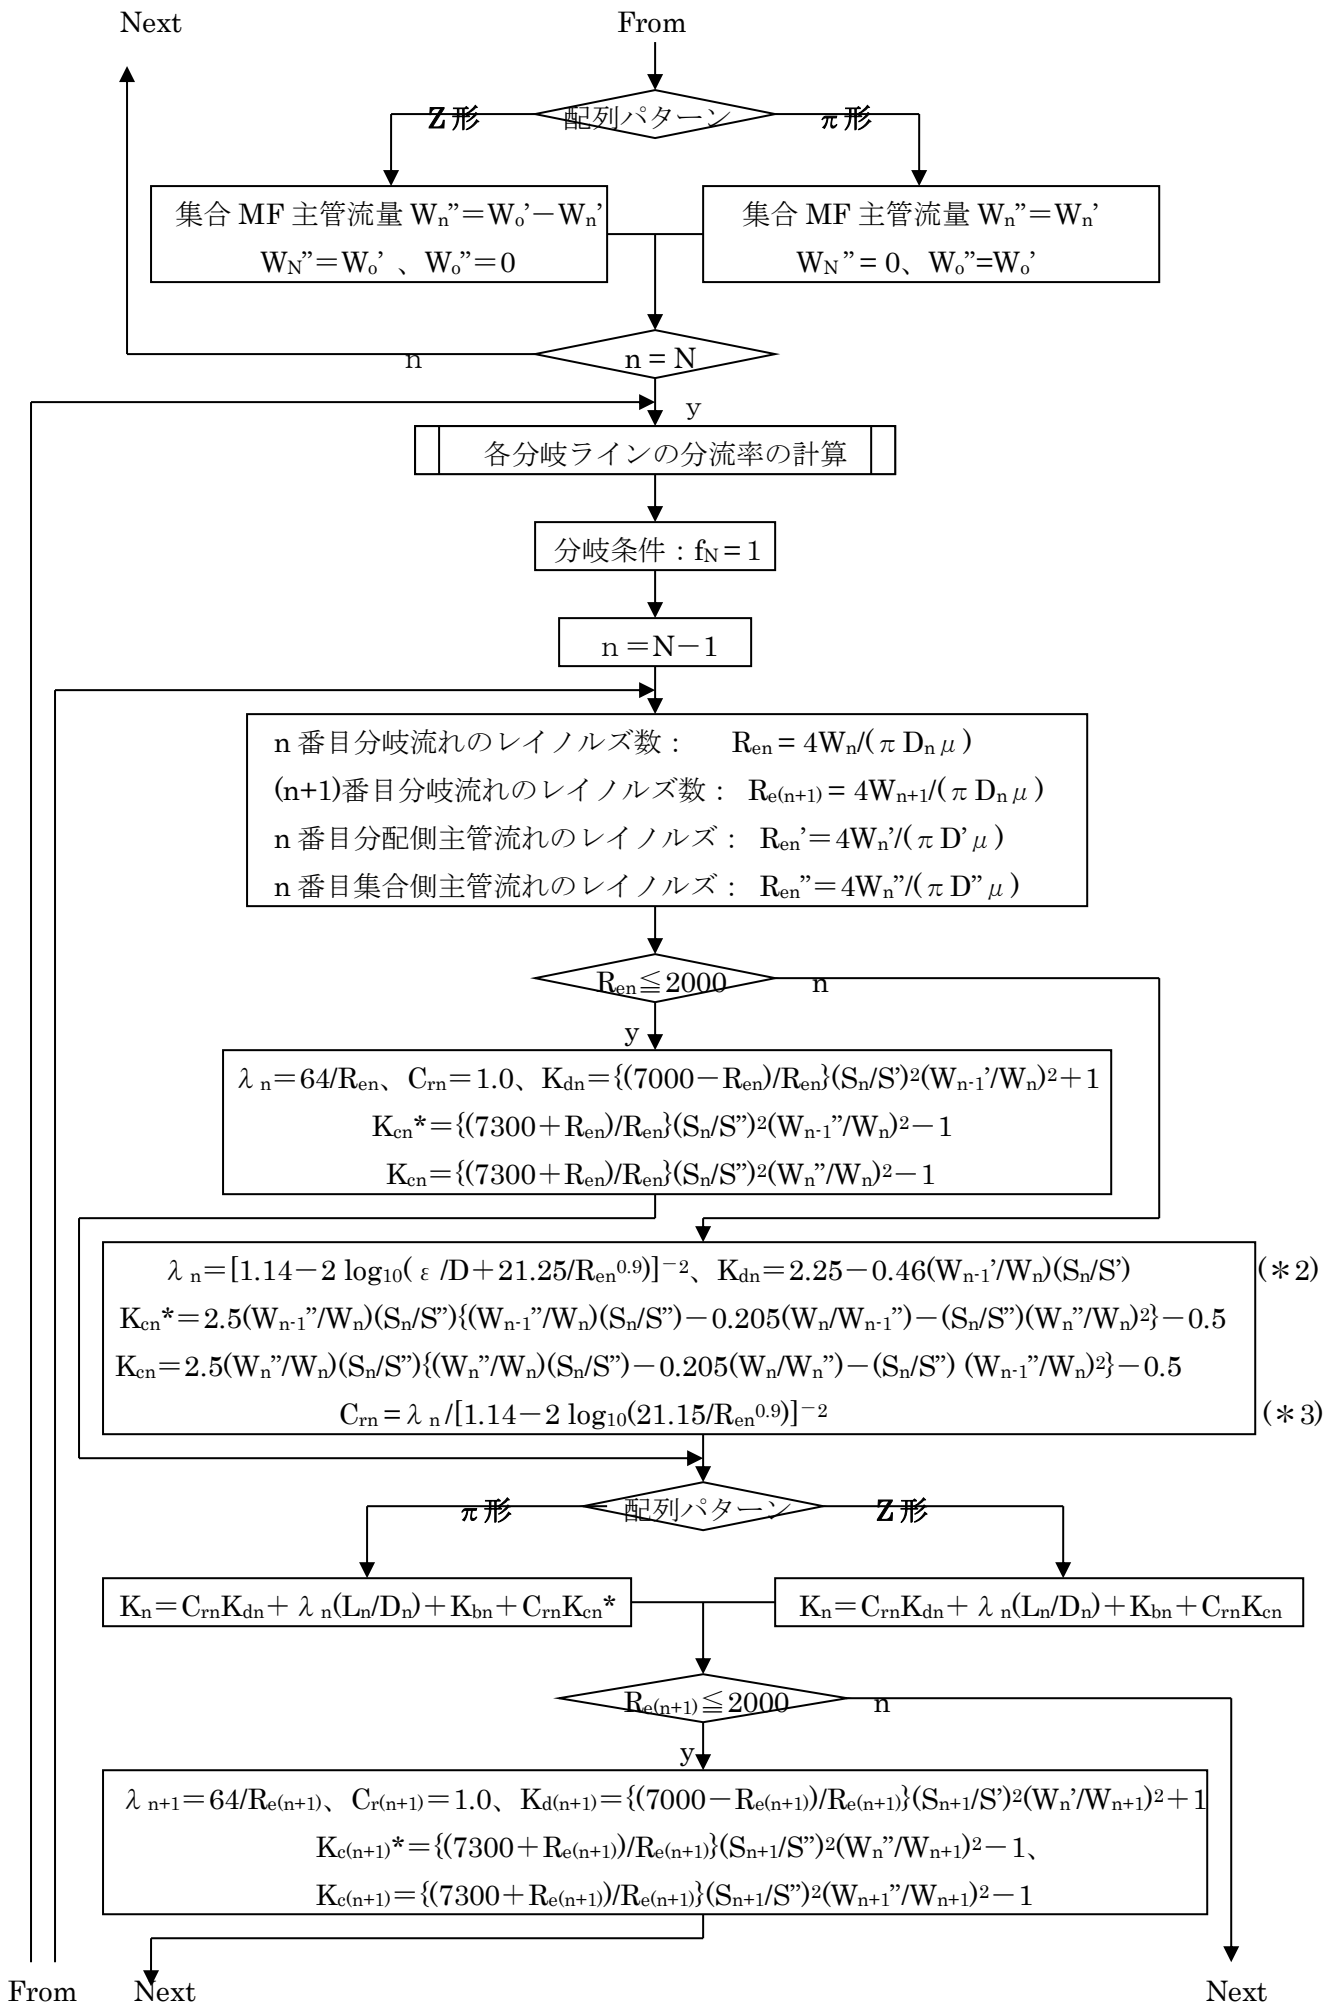 Next From
配列パターン
Z形 π形
集合 MF 主管流量 Wn”=Wo’-Wn’
WN”=Wo’ 、Wo”=0
集合 MF 主管流量 Wn”=Wn’
WN”= 0、Wo”=Wo’
n = N
n
y
各分岐ラインの分流率の計算
分岐条件:fN=1
n=N-1
n 番目分岐流れのレイノルズ数: Ren = 4Wn/(πDnμ)
(n+1)番目分岐流れのレイノルズ数: Re(n+1) = 4Wn+1/(πDnμ)
n 番目分配側主管流れのレイノルズ: Ren’=4Wn’/(πD’μ)
n 番目集合側主管流れのレイノルズ: Ren”=4Wn”/(πD”μ)
Ren≦2000 n
y
λn=64/Ren、Crn=1.0、Kdn={(7000-Ren)/Ren}(Sn/S’)2(Wn-1’/Wn)2+1
Kcn*={(7300+Ren)/Ren}(Sn/S”)2(Wn-1”/Wn)2-1
Kcn={(7300+Ren)/Ren}(Sn/S”)2(Wn”/Wn)2-1
λn=[1.14-2 log10(ε/D+21.25/Ren0.9)]-2、Kdn=2.25-0.46(Wn-1’/Wn)(Sn/S’) (*2)
Kcn*=2.5(Wn-1”/Wn)(Sn/S”){(Wn-1”/Wn)(Sn/S”)-0.205(Wn/Wn-1”)-(Sn/S”)(Wn”/Wn)2}-0.5
Kcn=2.5(Wn”/Wn)(Sn/S”){(Wn”/Wn)(Sn/S”)-0.205(Wn/Wn”)-(Sn/S”) (Wn-1”/Wn)2}-0.5
Crn=λn/[1.14-2 log10(21.15/Ren0.9)]-2 (*3)
配列パターン
π形 Z形
Kn=CrnKdn+λn(Ln/Dn)+Kbn+CrnKcn*
Kn=CrnKdn+λn(Ln/Dn)+Kbn+CrnKcn
Re(n+1)≦2000 n
y
λn+1=64/Re(n+1)、Cr(n+1)=1.0、Kd(n+1)={(7000-Re(n+1))/Re(n+1)}(Sn+1/S’)2(Wn’/Wn+1)2+1
Kc(n+1)*={(7300+Re(n+1))/Re(n+1)}(Sn+1/S”)2(Wn”/Wn+1)2-1、
Kc(n+1)={(7300+Re(n+1))/Re(n+1)}(Sn+1/S”)2(Wn+1”/Wn+1)2-1
From Next Next